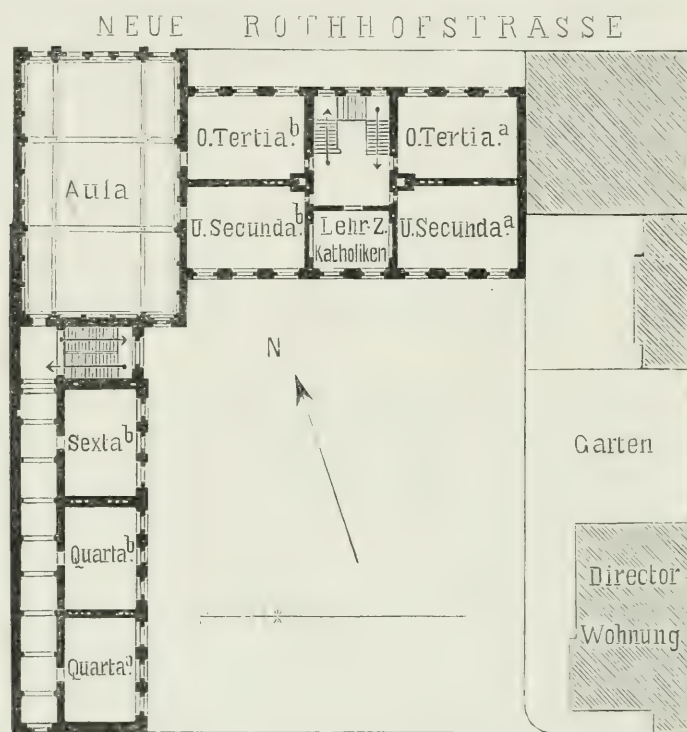 NEUE ROTHHOFSTRASSE
O.Tertia.b
O.Tertia.a
Aula
U.Secunda.b
Lehr-Z.
Katholiken
U.Secunda.a
N
Sexta.b
Garten
Quarta.b
Director
Wohnung
Quarta.a